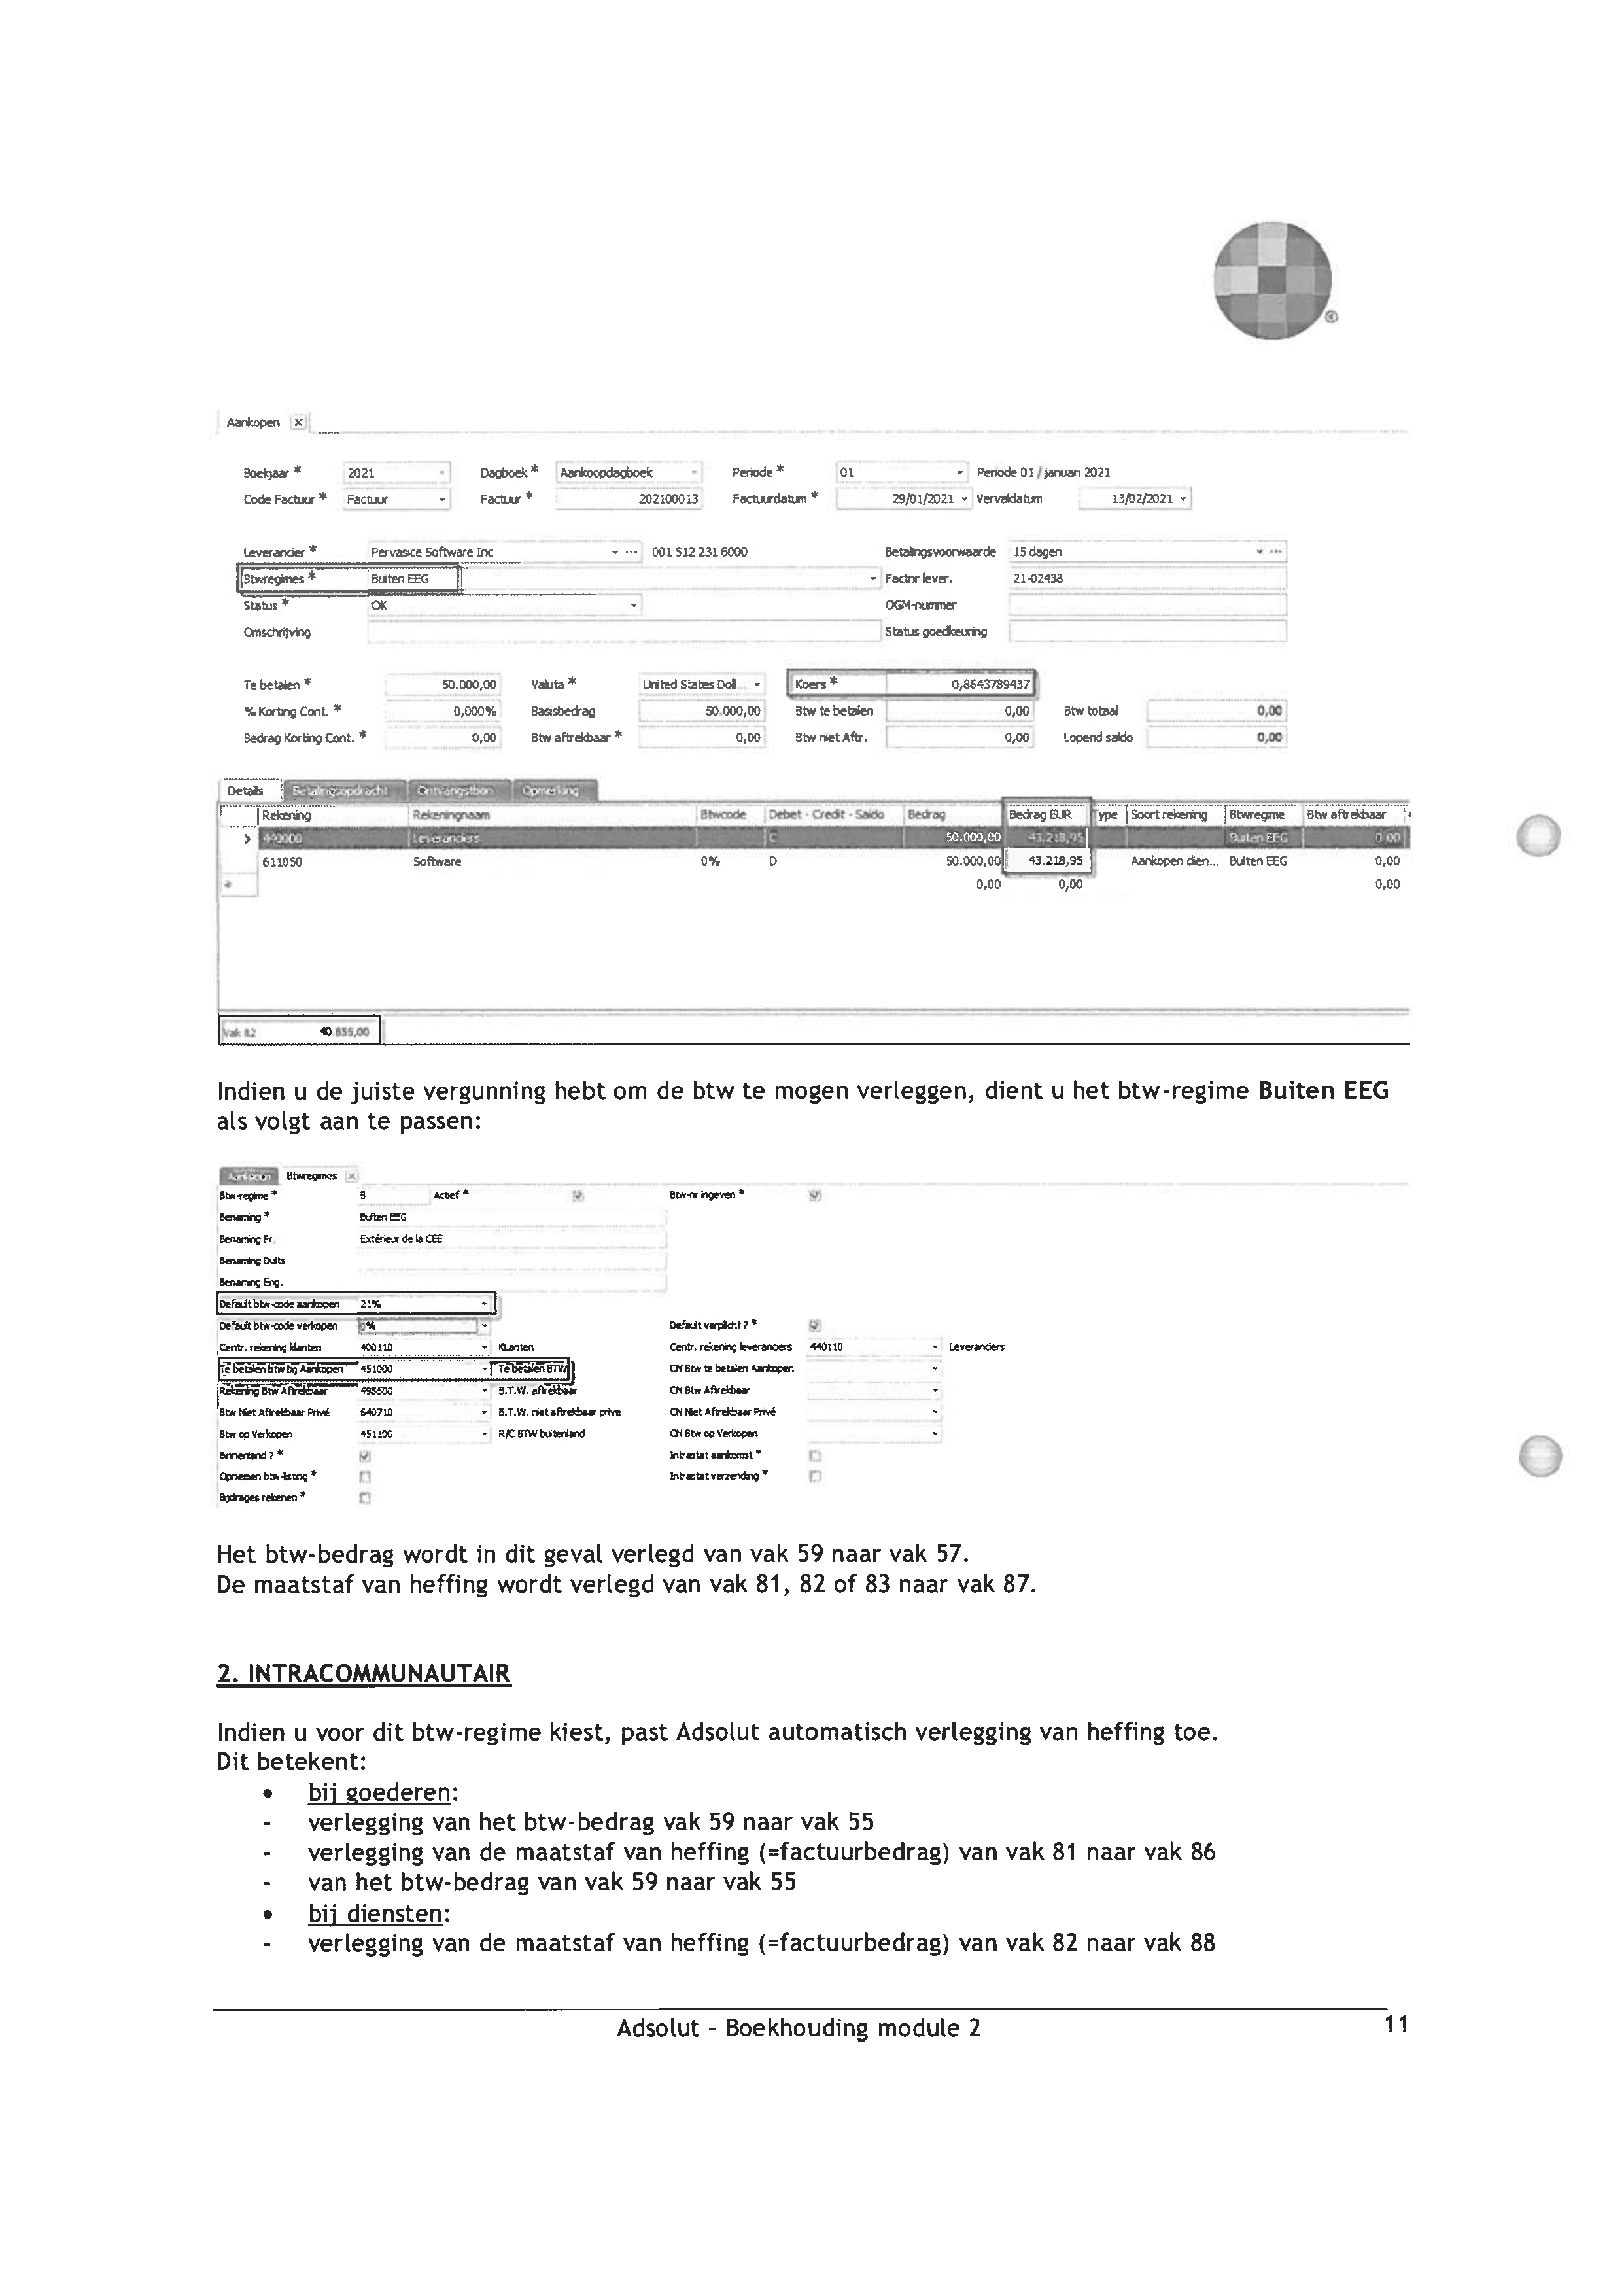 ®
Aankopen
Boekjaar * 2021 Dagboek * Aankoopdagboek Periode * 01 Periode 01 / januari 2021
Code Factuur * Factuur Factuur * 202100013 Factuurdatum * 29/01/2021 Vervaldatum 13/02/2021
Leverancier * Pervasice Software Inc 001 512 231 6000 Betalingsvoorwaarde 15 dagen
Btwregimes * Buiten EEG Factnr lever. 21-02438
Status * OK OGM-nummer
Omschrijving Status goedkeuring
Te betalen * 50.000,00 Valuta * United States Doll Koers * 0,8643789437
% Korting Cont. * 0,000% Basisbedrag 50.000,00 Btw te betalen 0,00 Btw totaal 0,00
Bedrag Korting Cont. * 0,00 Btw aftrekbaar * 0,00 Btw niet Aftr. 0,00 Lopend saldo 0,00
Details Betalingsopdracht Ontvangstbon Opmerking
Rekening Rekeningnaam Btwcode Debet - Credit - Saldo Bedrag Bedrag EUR Type Soort rekening Btwregime Btw aftrekbaar
440000 Leveranciers C 50.000,00 43.218,95 Buiten EEG 0,00
611050 Software 0% D 50.000,00 43.218,95 Aankopen dien... Buiten EEG 0,00
0,00 0,00 0,00
Vak 82 40.855,00
Indien u de juiste vergunning hebt om de btw te mogen verleggen, dient u het btw-regime Buiten EEG
als volgt aan te passen:
Aankopen Btwregimes
Btw-regime * B Actief * Btw-nr ingeven *
Benaming * Buiten EEG
Benaming Fr. Extérieur de la CEE
Benaming Duits
Benaming Eng.
Default btw-code aankopen 21%
Default btw-code verkopen 0% Default verplicht ? *
Centr. rekening klanten 400110 KLanten Centr. rekening leveranciers 440110 Leveranciers
Te betalen btw bij Aankopen 451000 Te betalen BTW CN Btw te betalen Aankopen
Rekening Btw Aftrekbaar 493500 B.T.W. aftrekbaar CN Btw Aftrekbaar
Btw Niet Aftrekbaar Privé 640710 B.T.W. niet aftrekbaar prive CN Niet Aftrekbaar Privé
Btw op Verkopen 451100 R/C BTW buitenland CN Btw op Verkopen
Binnenland ? * Intrastat aankomst *
Opnemen btw-listing * Intrastat verzending *
Bijdrages rekenen *
Het btw-bedrag wordt in dit geval verlegd van vak 59 naar vak 57.
De maatstaf van heffing wordt verlegd van vak 81, 82 of 83 naar vak 87.
2. INTRACOMMUNAUTAIR
Indien u voor dit btw-regime kiest, past Adsolut automatisch verlegging van heffing toe.
Dit betekent:
• bij goederen:
- verlegging van het btw-bedrag vak 59 naar vak 55
- verlegging van de maatstaf van heffing (=factuurbedrag) van vak 81 naar vak 86
- van het btw-bedrag van vak 59 naar vak 55
• bij diensten:
- verlegging van de maatstaf van heffing (=factuurbedrag) van vak 82 naar vak 88
Adsolut - Boekhouding module 2 11